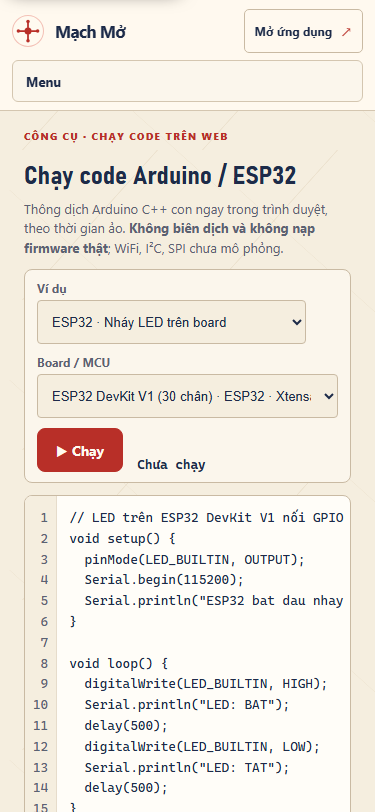 Mạch Mở
Mở ứng dụng ↗
Menu
CÔNG CỤ · CHẠY CODE TRÊN WEB
Chạy code Arduino / ESP32
Thông dịch Arduino C++ con ngay trong trình duyệt,
theo thời gian ảo. Không biên dịch và không nạp
firmware thật; WiFi, I²C, SPI chưa mô phỏng.
Ví dụ
ESP32 · Nháy LED trên board
Board / MCU
ESP32 DevKit V1 (30 chân) · ESP32 · Xtens
▶ Chạy
Chưa chạy
1 // LED trên ESP32 DevKit V1 nối GPIO
2 void setup() {
3   pinMode(LED_BUILTIN, OUTPUT);
4   Serial.begin(115200);
5   Serial.println("ESP32 bat dau nhay
6 }
7
8 void loop() {
9   digitalWrite(LED_BUILTIN, HIGH);
10   Serial.println("LED: BAT");
11   delay(500);
12   digitalWrite(LED_BUILTIN, LOW);
13   Serial.println("LED: TAT");
14   delay(500);
15 }